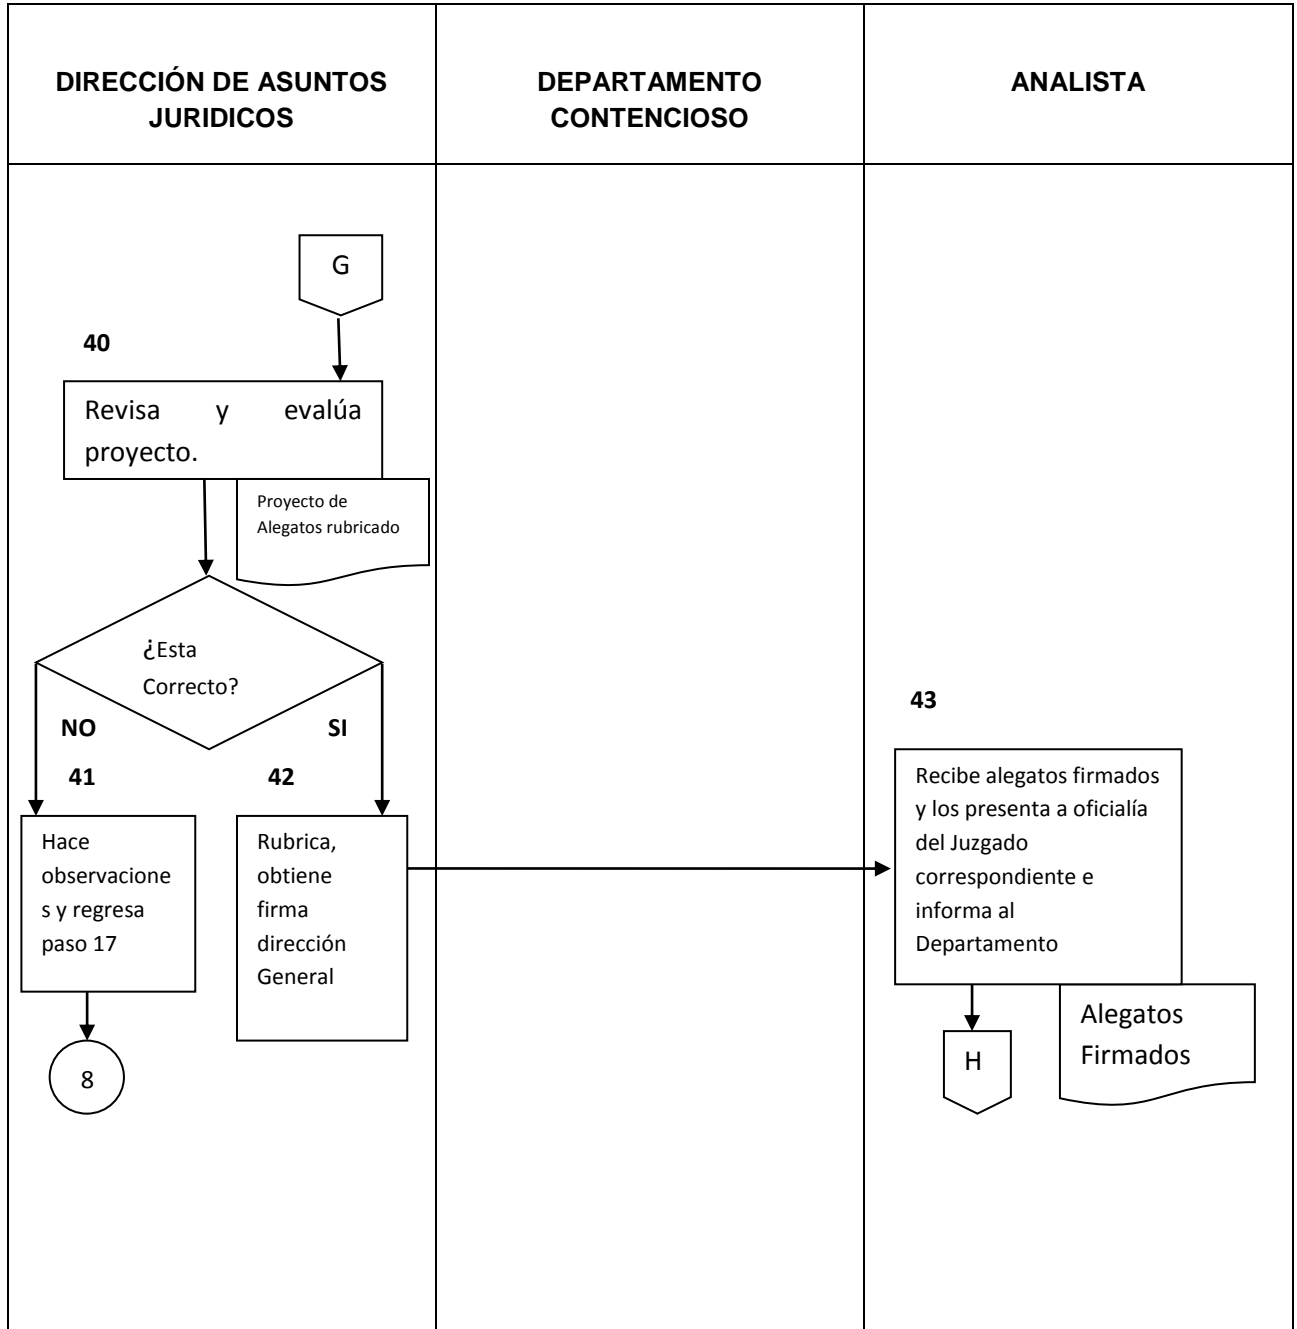 DIRECCIÓN DE ASUNTOS
JURIDICOS
DEPARTAMENTO
CONTENCIOSO
ANALISTA
G
40
Revisa y evalúa
proyecto.
Proyecto de
Alegatos rubricado
¿Esta
Correcto?
NO
SI
41
42
Hace
observacione
s y regresa
paso 17
Rubrica,
obtiene
firma
dirección
General
8
43
Recibe alegatos firmados
y los presenta a oficialía
del Juzgado
correspondiente e
informa al
Departamento
Alegatos
Firmados
H